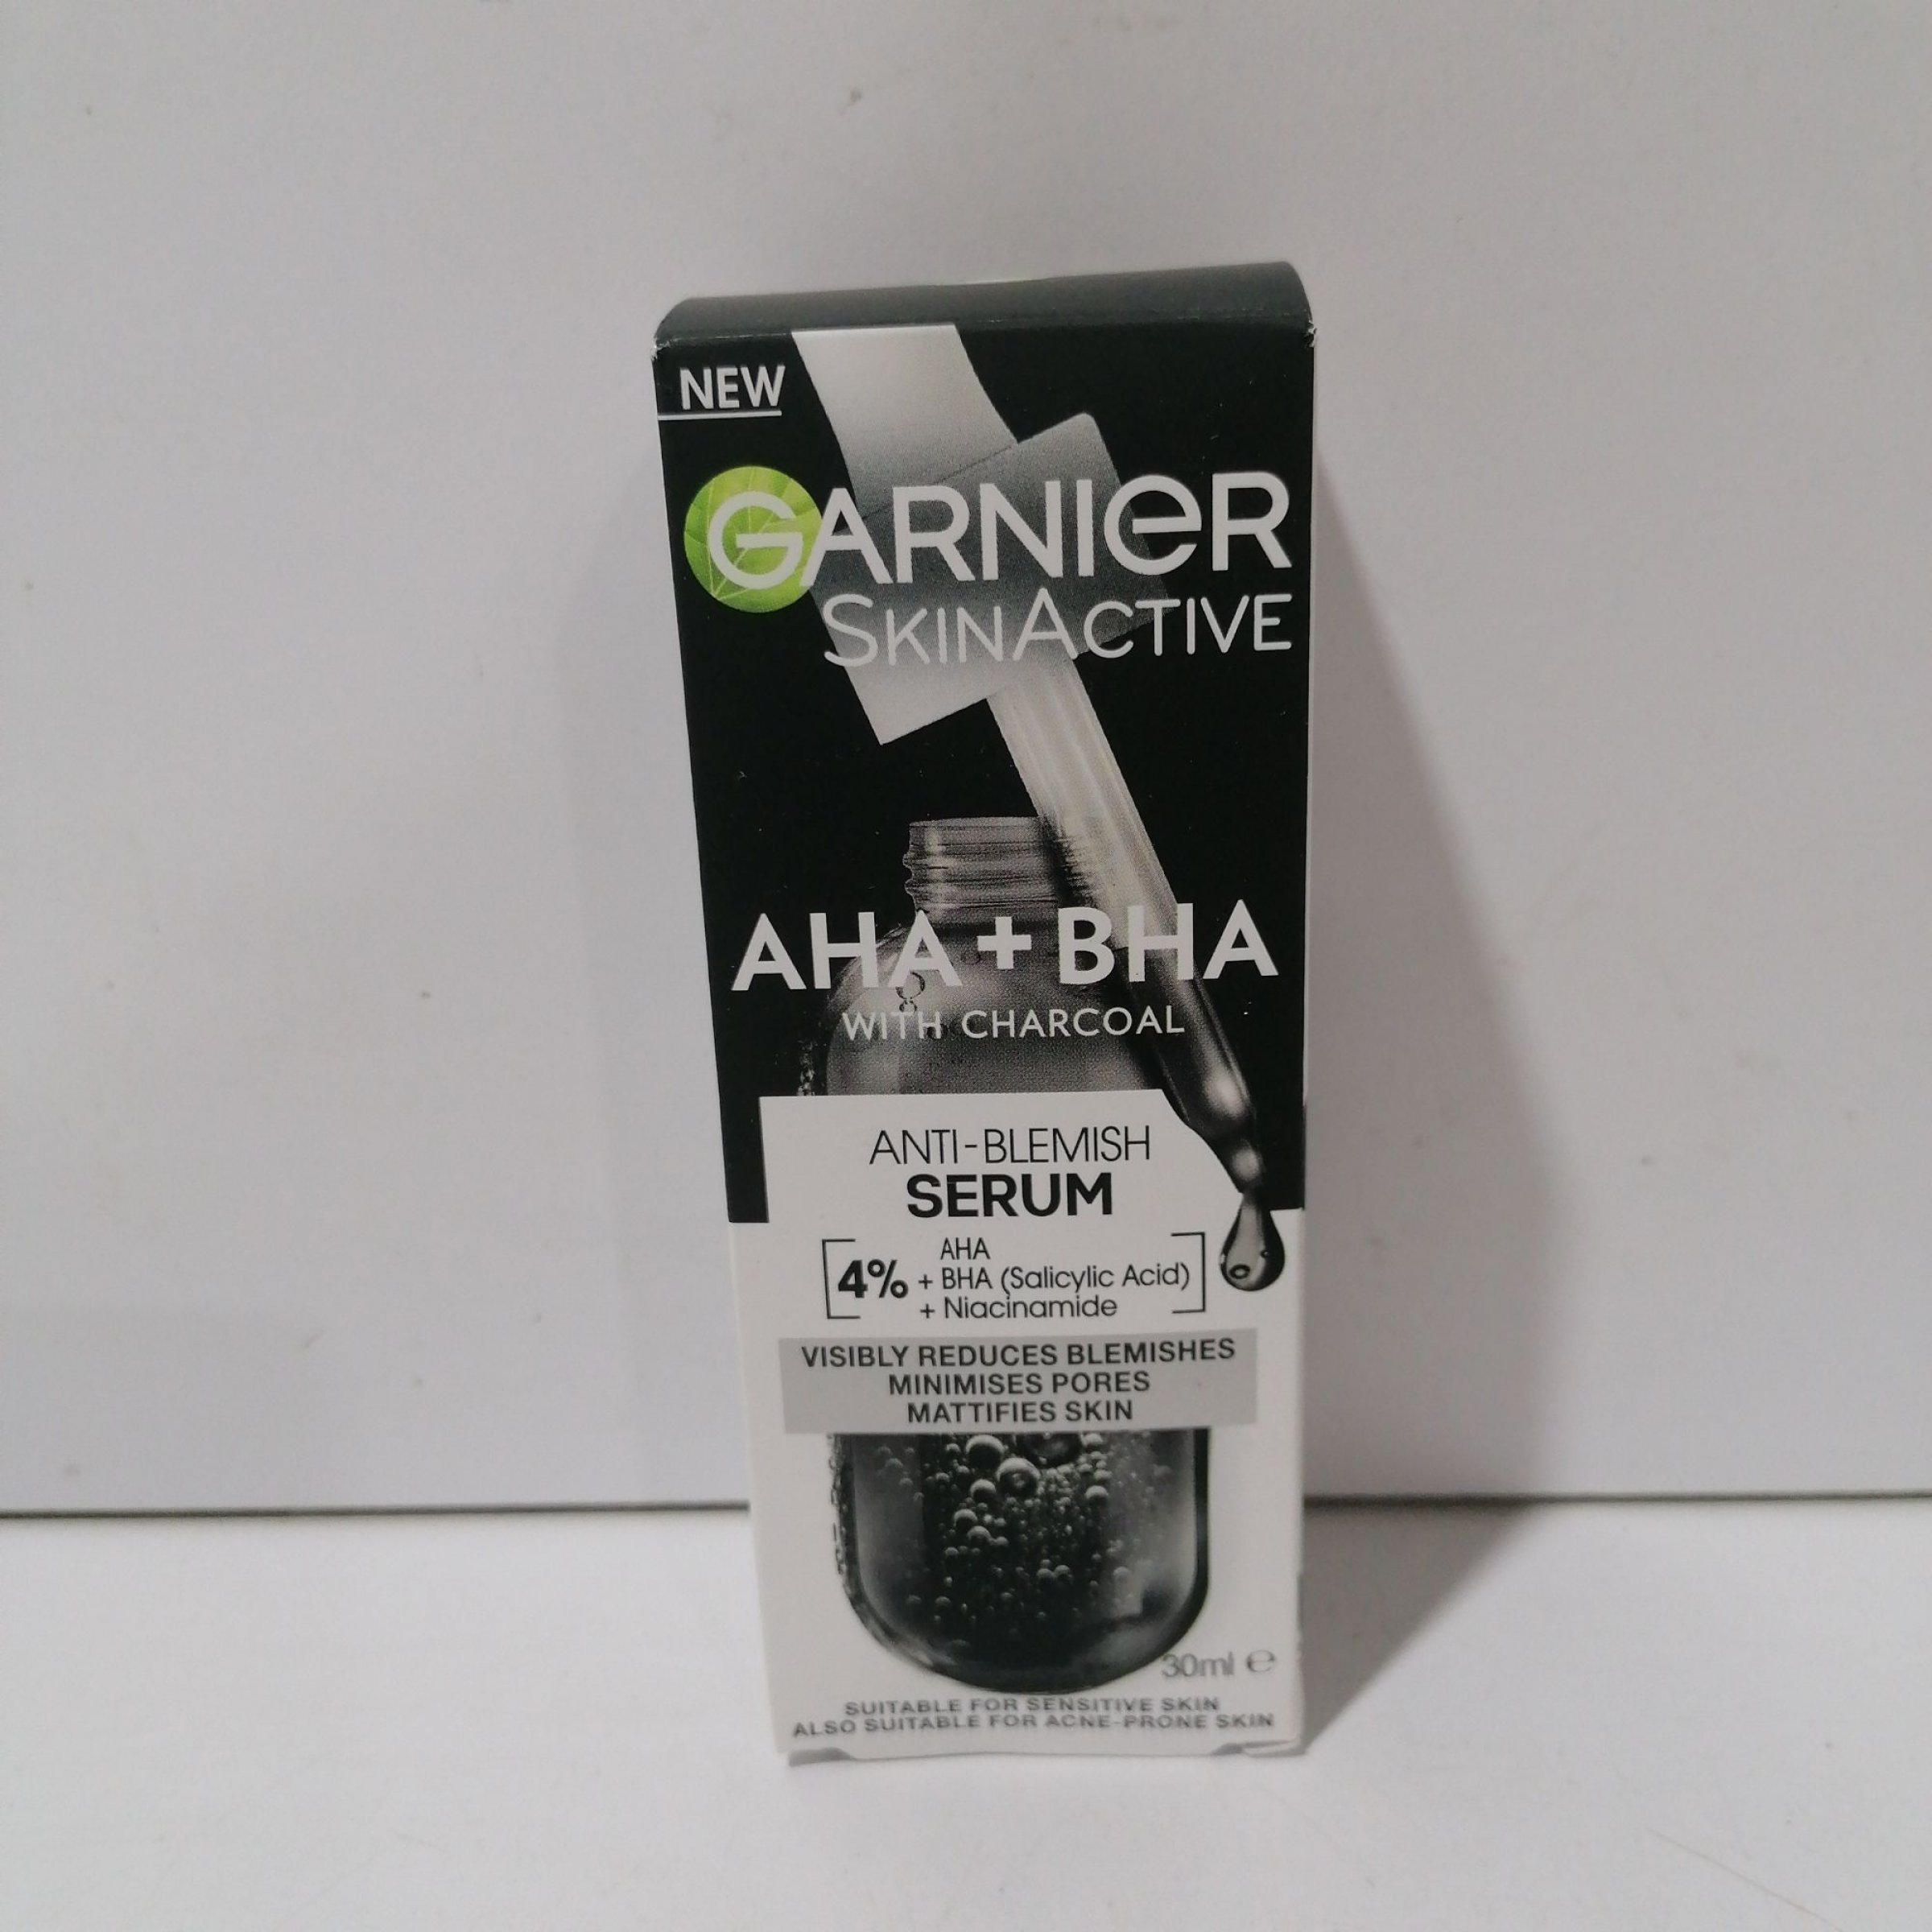 NEW
GARNIER
SKINACTIVE
AHA + BHA
WITH CHARCOAL
ANTI-BLEMISH
SERUM
AHA
4% + BHA (Salicylic Acid)
+ Niacinamide
VISIBLY REDUCES BLEMISHES
MINIMISES PORES
MATTIFIES SKIN
30ml ℮
SUITABLE FOR SENSITIVE SKIN
ALSO SUITABLE FOR ACNE-PRONE SKIN